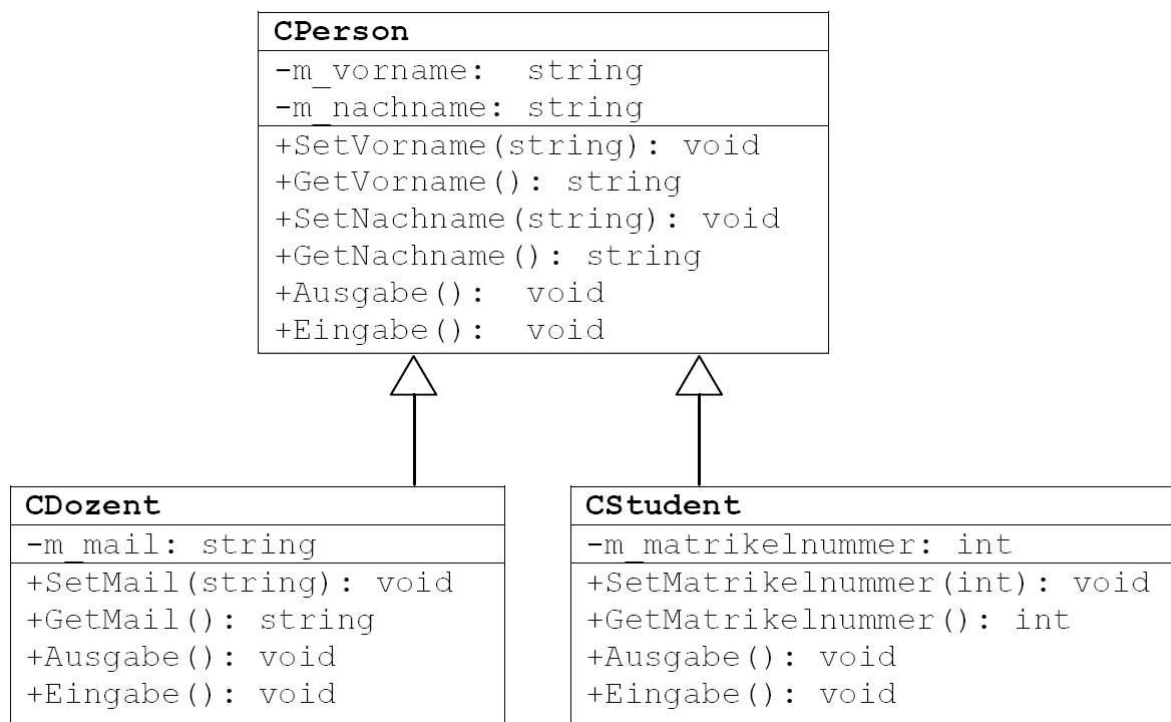 CPerson
-m_vorname:  string
-m_nachname: string
+SetVorname(string): void
+GetVorname(): string
+SetNachname(string): void
+GetNachname(): string
+Ausgabe():  void
+Eingabe():  void
CDozent
-m_mail: string
+SetMail(string): void
+GetMail(): string
+Ausgabe(): void
+Eingabe(): void
CStudent
-m_matrikelnummer: int
+SetMatrikelnummer(int): void
+GetMatrikelnummer(): int
+Ausgabe(): void
+Eingabe(): void